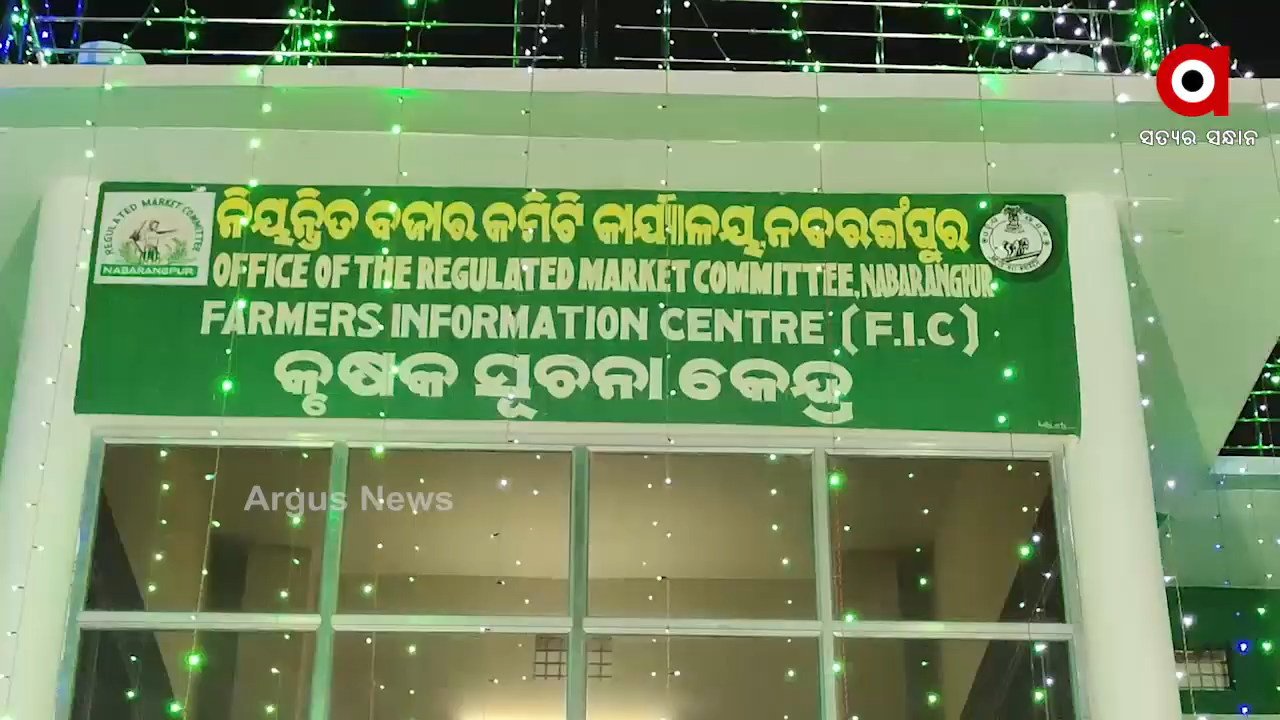 ସତ୍ୟର ସନ୍ଧାନ
ନିୟନ୍ତ୍ରିତ ବଜାର କମିଟି କାର୍ଯ୍ୟାଳୟ, ନବରଙ୍ଗପୁର
REGULATED MARKET COMMITTEE
NABARANGPUR
OFFICE OF THE REGULATED MARKET COMMITTEE, NABARANGPUR
FARMERS INFORMATION CENTRE (F.I.C)
କୃଷକ ସୂଚନା କେନ୍ଦ୍ର
Argus News